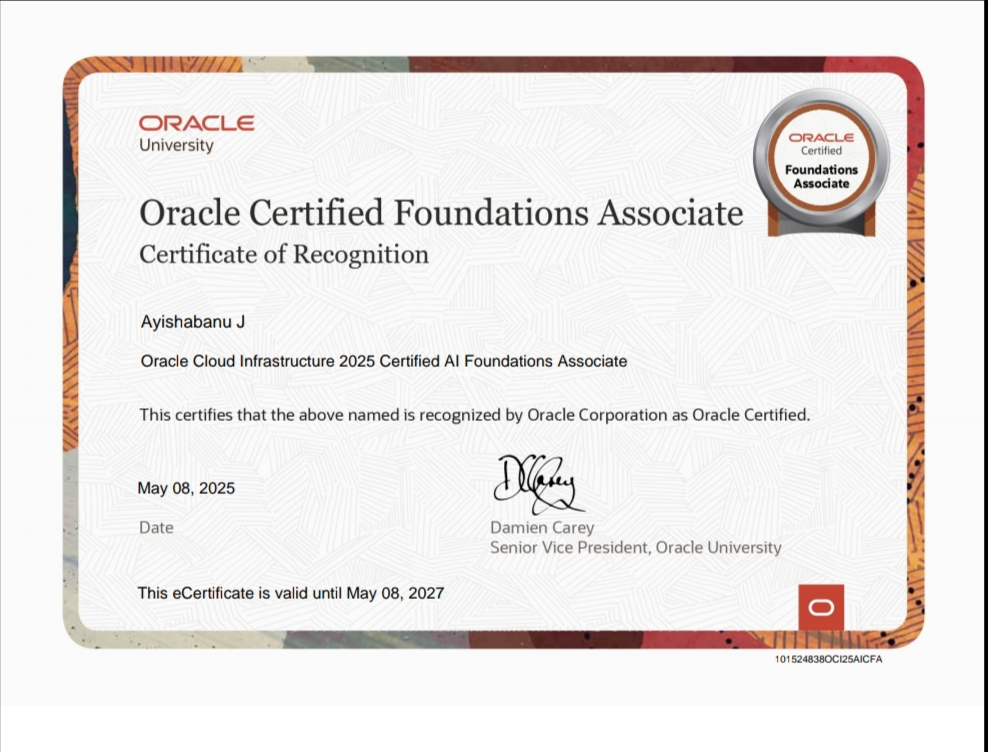 ORACLE
University
ORACLE
Certified
Foundations
Associate
Oracle Certified Foundations Associate
Certificate of Recognition
Ayishabanu J
Oracle Cloud Infrastructure 2025 Certified AI Foundations Associate
This certifies that the above named is recognized by Oracle Corporation as Oracle Certified.
May 08, 2025
Date
DCarey
Damien Carey
Senior Vice President, Oracle University
This eCertificate is valid until May 08, 2027
101524838OCI25AICFA